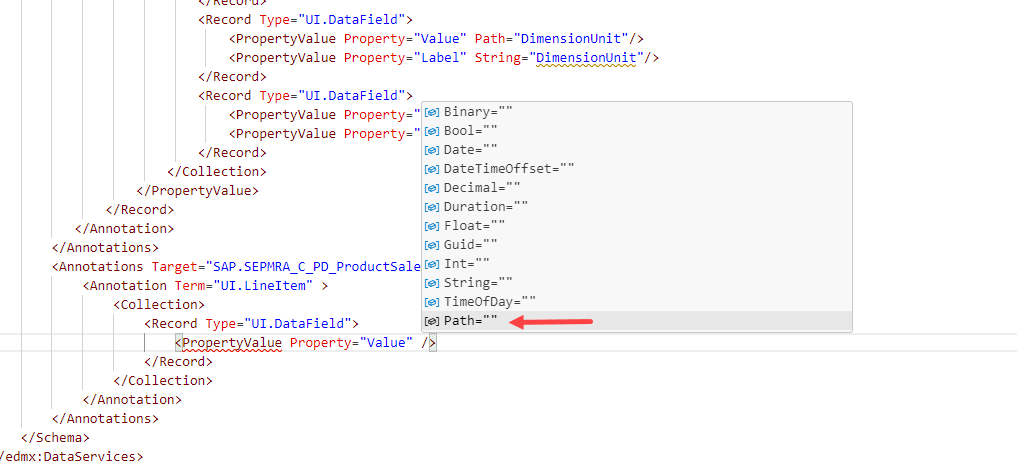 </Record>
<Record Type="UI.DataField">
<PropertyValue Property="Value" Path="DimensionUnit"/>
<PropertyValue Property="Label" String="DimensionUnit"/>
</Record>
<Record Type="UI.DataField">
<PropertyValue Property="
<PropertyValue Property="
</Record>
</Collection>
</PropertyValue>
</Record>
</Annotation>
</Annotations>
<Annotations Target="SAP.SEPMRA_C_PD_ProductSale
<Annotation Term="UI.LineItem" >
<Collection>
<Record Type="UI.DataField">
<PropertyValue Property="Value" />
</Record>
</Collection>
</Annotation>
</Annotations>
</Schema>
/edmx:DataServices>
Binary=""
Bool=""
Date=""
DateTimeOffset=""
Decimal=""
Duration=""
Float=""
Guid=""
Int=""
String=""
TimeOfDay=""
Path=""